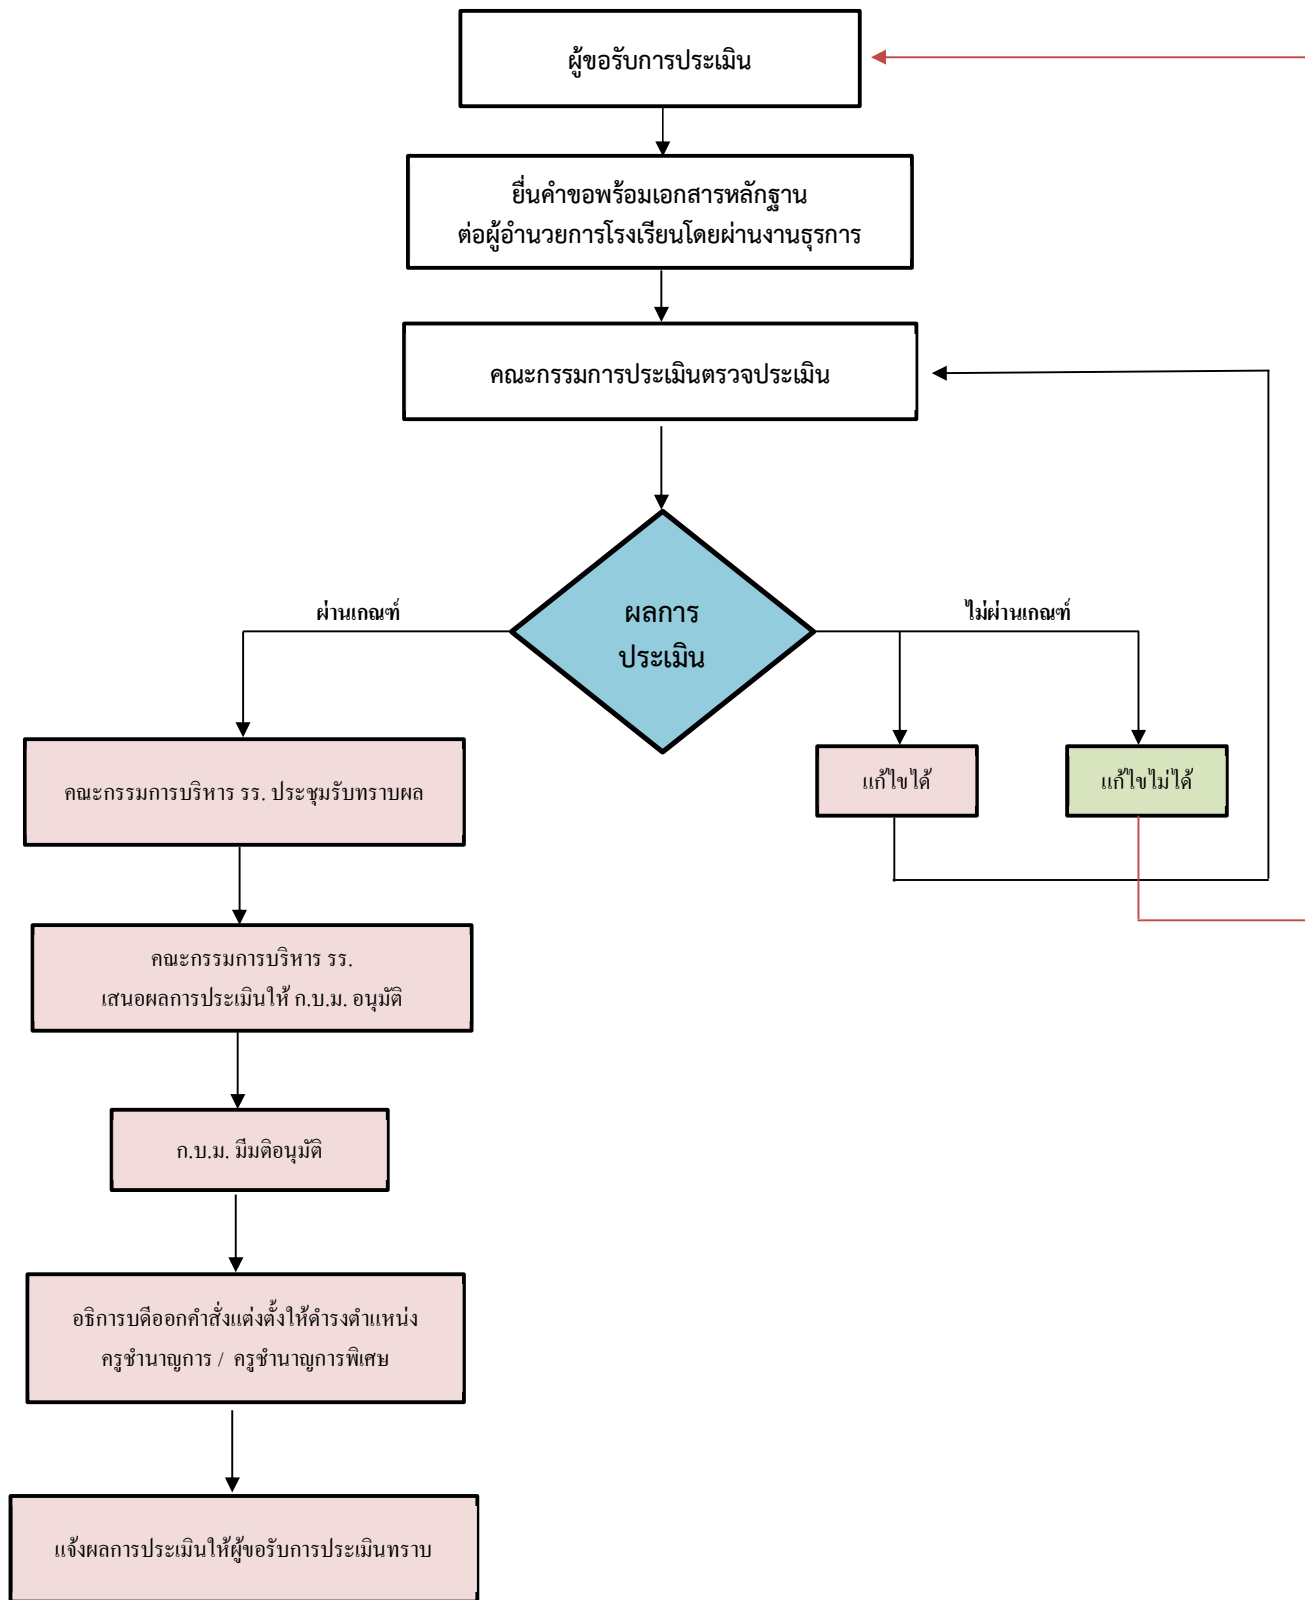 ผู้ขอรับการประเมิน
ยื่นคำขอพร้อมเอกสารหลักฐาน
ต่อผู้อำนวยการโรงเรียนโดยผ่านงานธุรการ
คณะกรรมการประเมินตรวจประเมิน
ผลการ
ประเมิน
ผ่านเกณฑ์
ไม่ผ่านเกณฑ์
คณะกรรมการบริหาร รร. ประชุมรับทราบผล
แก้ไขได้
แก้ไขไม่ได้
คณะกรรมการบริหาร รร.
เสนอผลการประเมินให้ ก.บ.ม. อนุมัติ
ก.บ.ม. มีมติอนุมัติ
อธิการบดีออกคำสั่งแต่งตั้งให้ดำรงตำแหน่ง
ครูชำนาญการ / ครูชำนาญการพิเศษ
แจ้งผลการประเมินให้ผู้ขอรับการประเมินทราบ